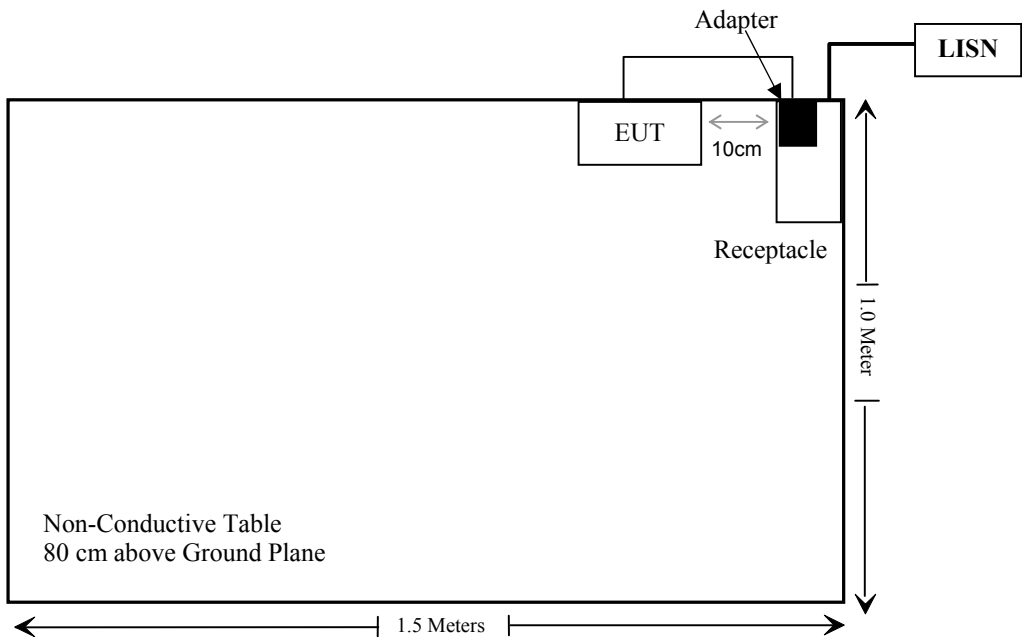 Adapter
LISN
EUT
10cm
Receptacle
1.0 Meter
Non-Conductive Table
80 cm above Ground Plane
1.5 Meters